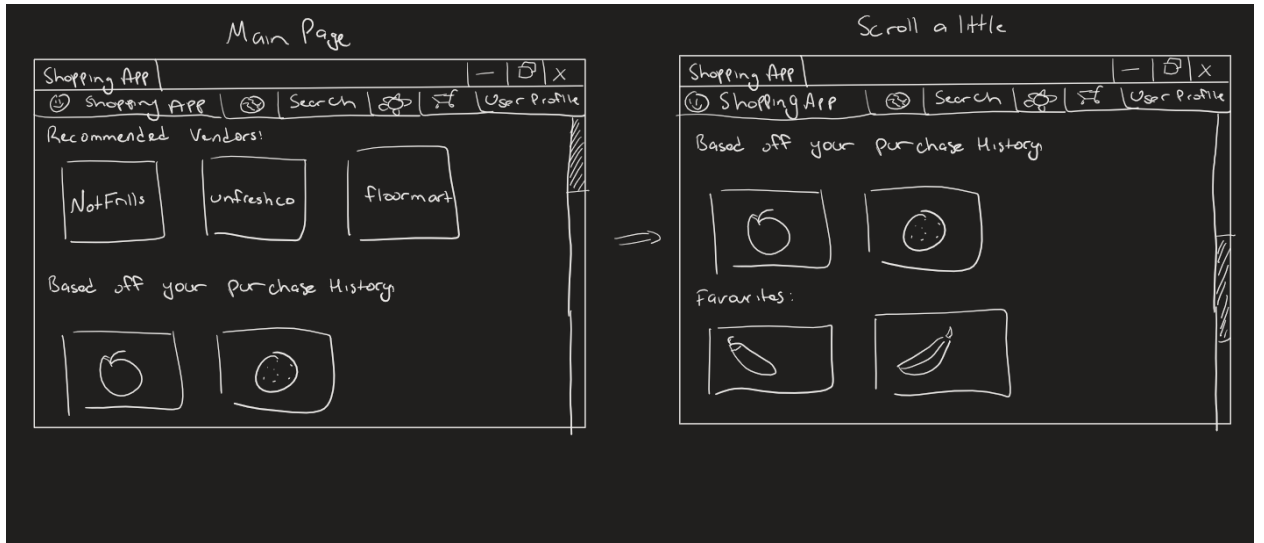 Main Page
Shopping App — X
Shopping App Search User Profile
Recommended Vendors:
NotFrills unfreshco floormart
Based off your purchase History
Scroll a little
Shopping App — X
Shopping App Search User Profile
Based off your purchase History
Favourites: